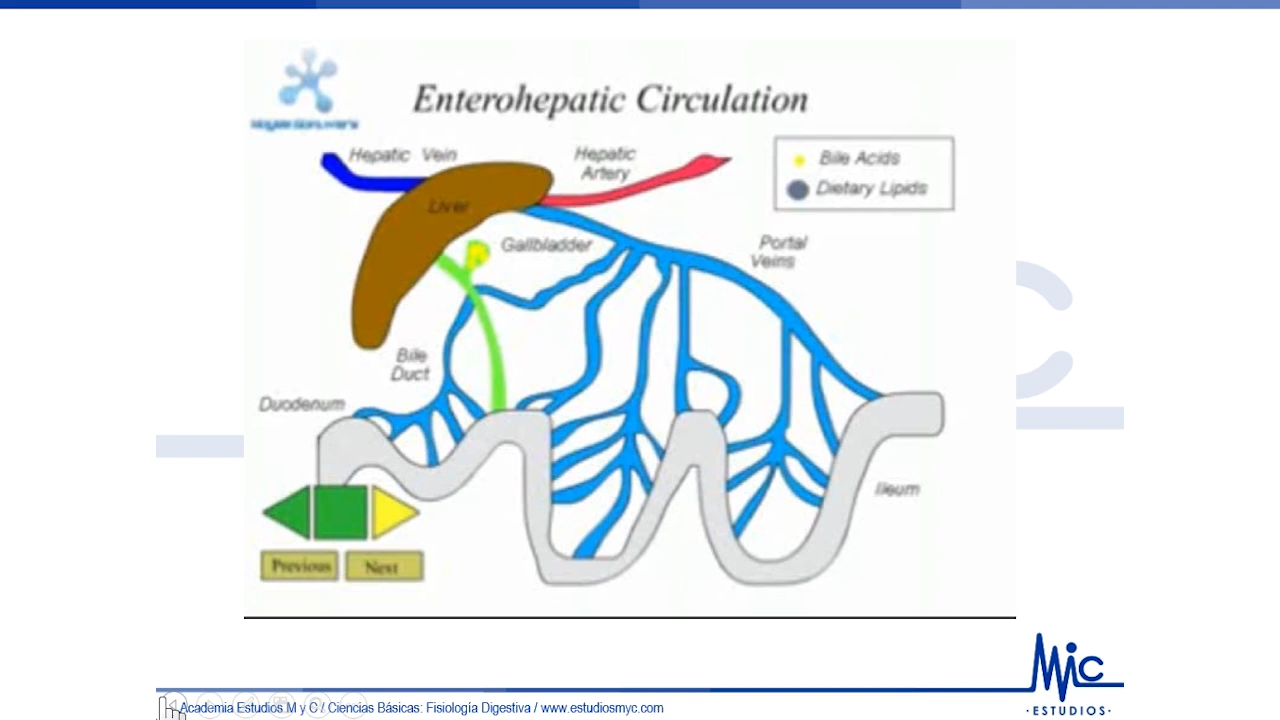 Enterohepatic Circulation
Hepatic Vein
Hepatic
Artery
Bile Acids
Dietary Lipids
Liver
Gallbladder
Portal
Veins
Bile
Duct
Duodenum
Ileum
Previous
Next
MiC
·ESTUDIOS·
Academia Estudios M y C / Ciencias Básicas: Fisiología Digestiva / www.estudiosmyc.com